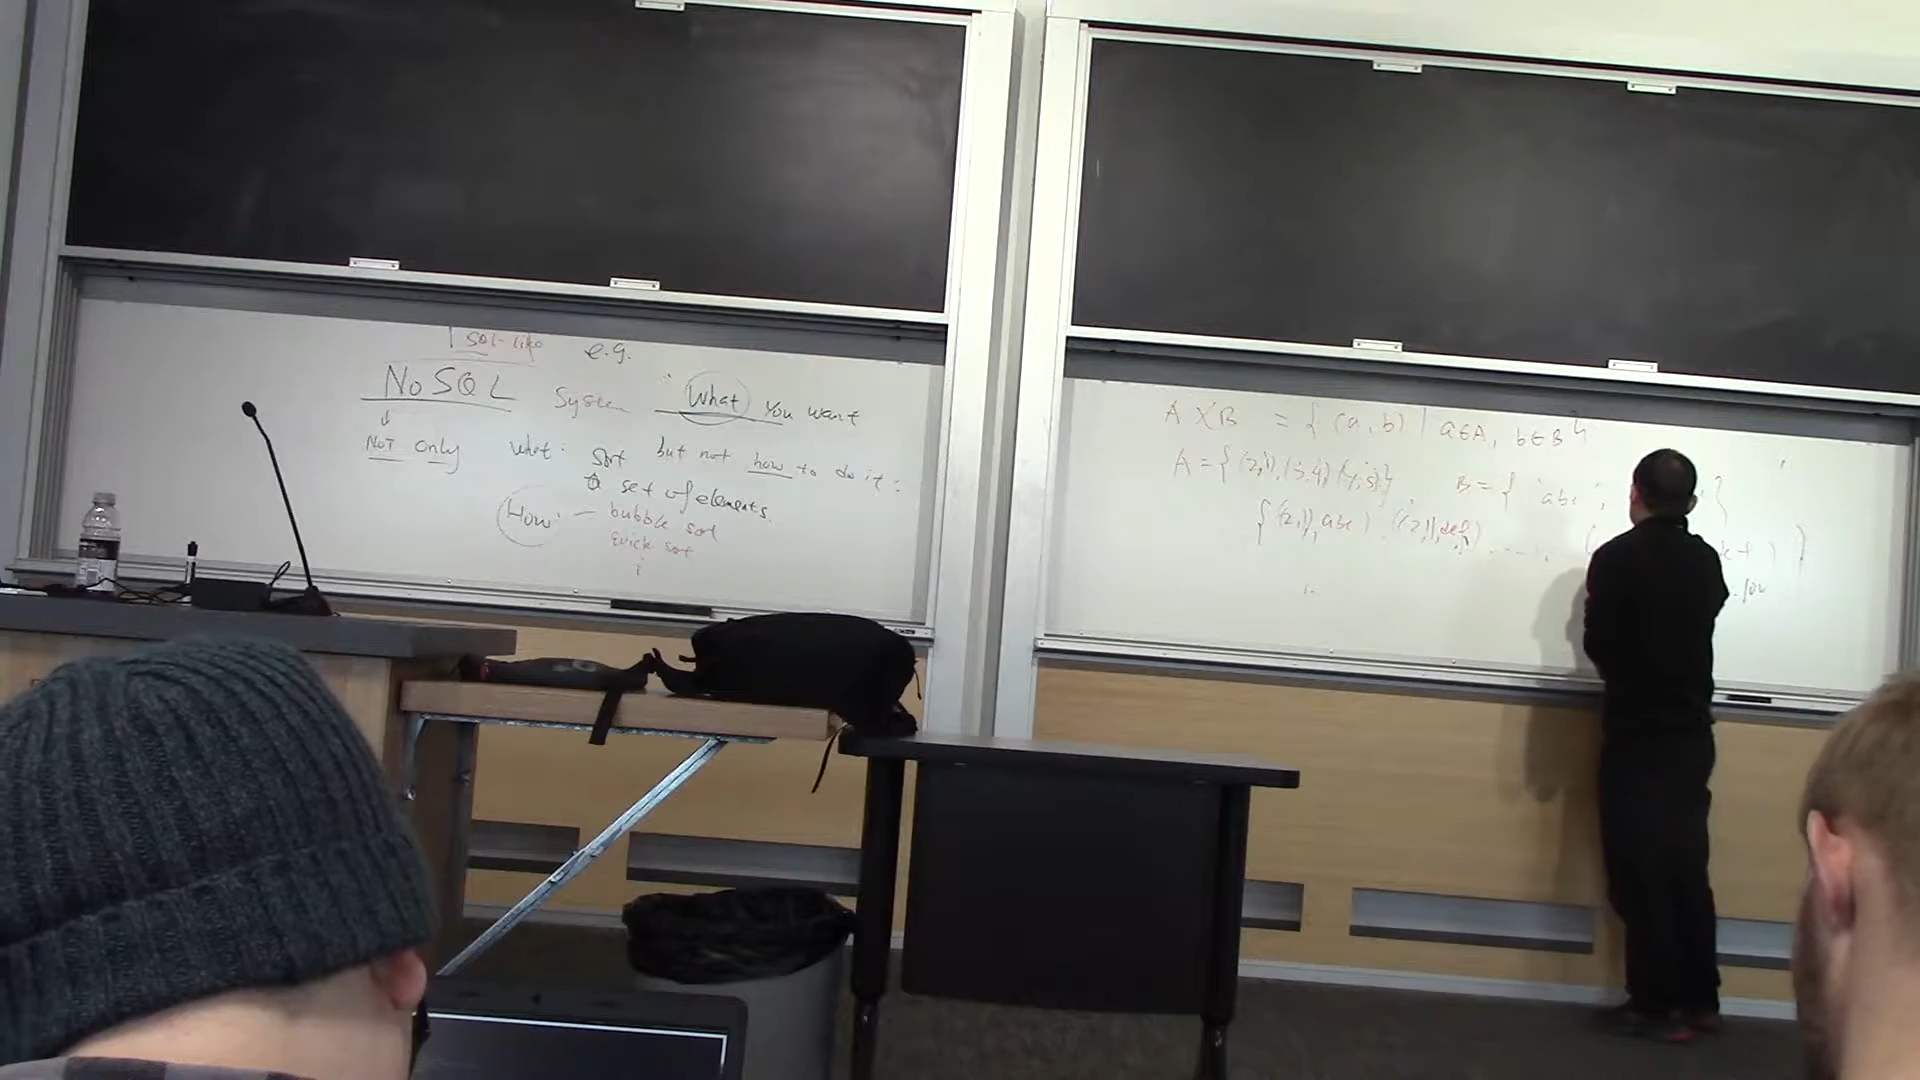 SQL-like e.g.
NoSQL System What you want
↓
NOT only what: sort but not how to do it:
a set of elements.
How: — bubble sort
quick sort
⋮
A X B = { (a, b) | a ∈ A, b ∈ B }
A = { (2,1), (3,4), (4,5) } B = { 'abc',
{ (2,1), abc ) ((2,1), def)